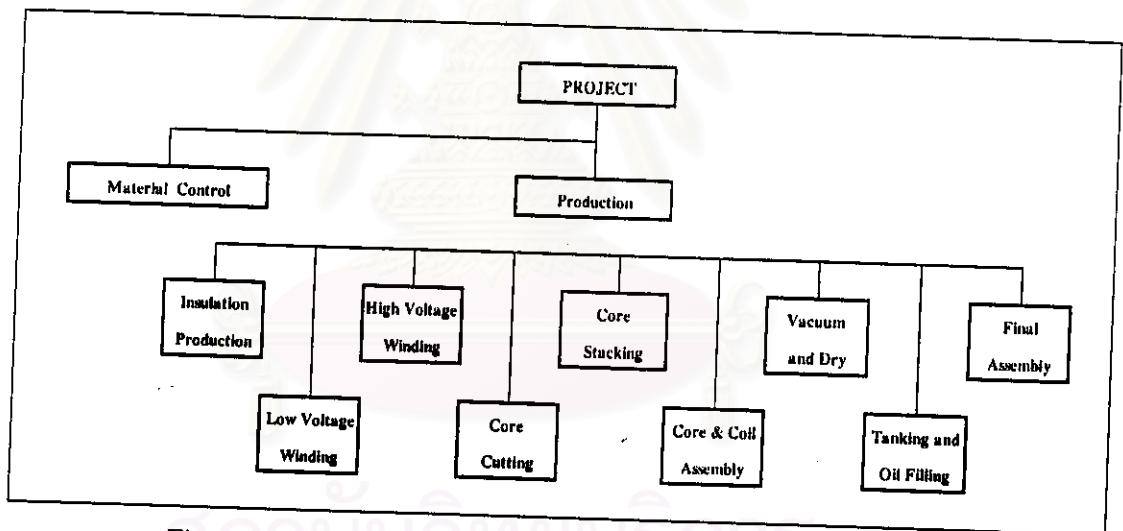 PROJECT
Material Control
Production
Insulation
Production
High Voltage
Winding
Core
Stacking
Vacuum
and Dry
Final
Assembly
Low Voltage
Winding
Core
Cutting
Core & Coil
Assembly
Tanking and
Oil Filling